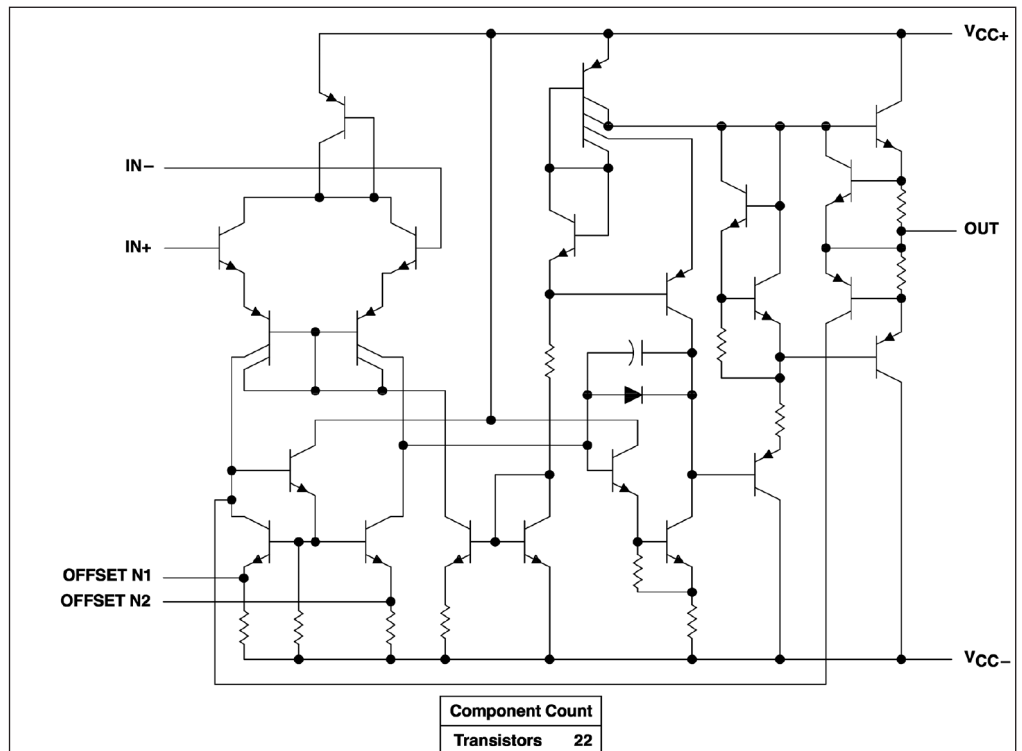 VCC+
IN−
IN+
OUT
OFFSET N1
OFFSET N2
VCC−
Component Count
Transistors 22